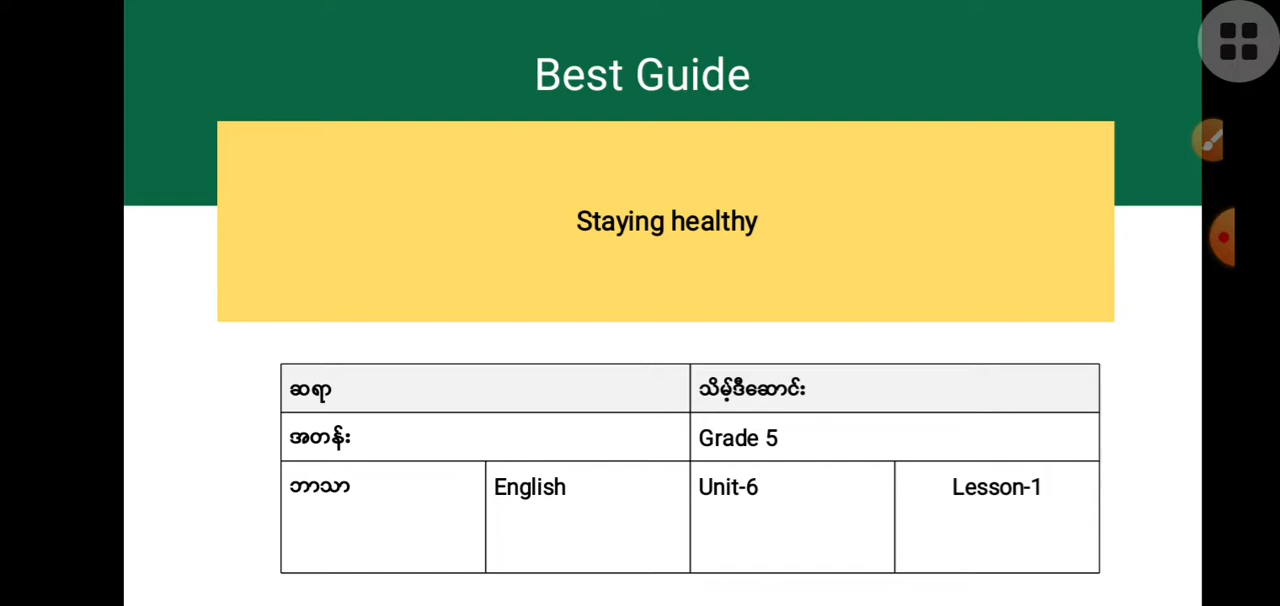 Best Guide
Staying healthy
ဆရာ သိမ့်ဒီဆောင်း
အတန်း Grade 5
ဘာသာ English Unit-6 Lesson-1